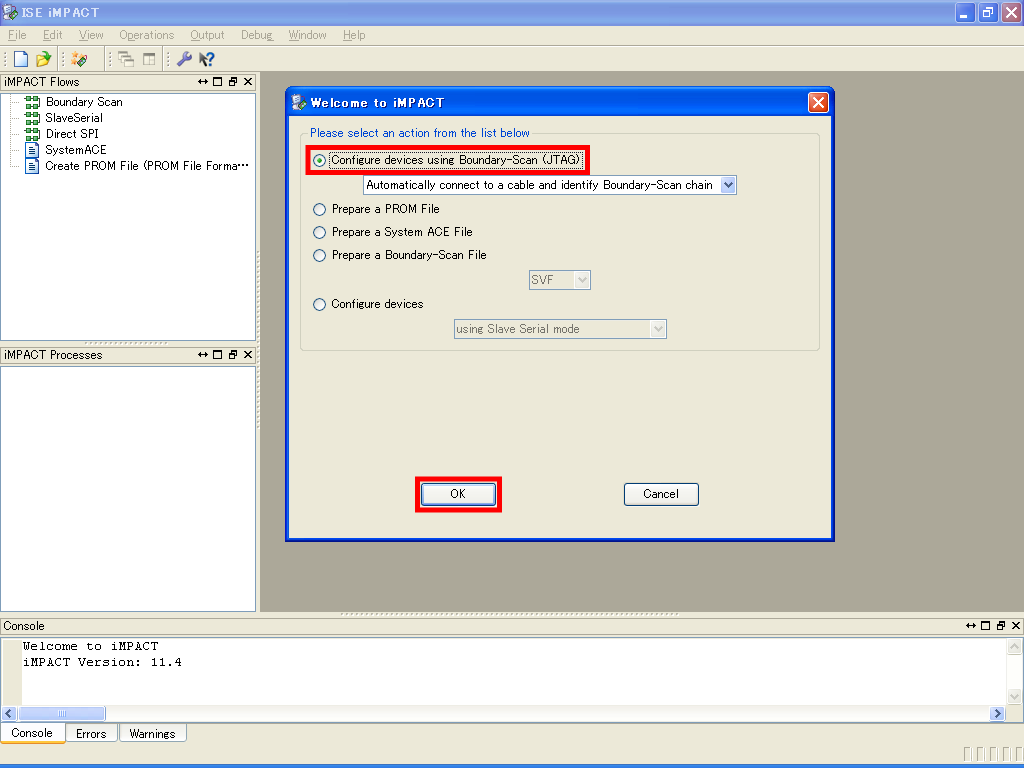 ISE iMPACT
File Edit View Operations Output Debug Window Help
iMPACT Flows
Boundary Scan
SlaveSerial
Direct SPI
SystemACE
Create PROM File (PROM File Forma...
iMPACT Processes
Welcome to iMPACT
Please select an action from the list below
Configure devices using Boundary-Scan (JTAG)
Automatically connect to a cable and identify Boundary-Scan chain
Prepare a PROM File
Prepare a System ACE File
Prepare a Boundary-Scan File
SVF
Configure devices
using Slave Serial mode
OK Cancel
Console
Welcome to iMPACT
iMPACT Version: 11.4
Console Errors Warnings